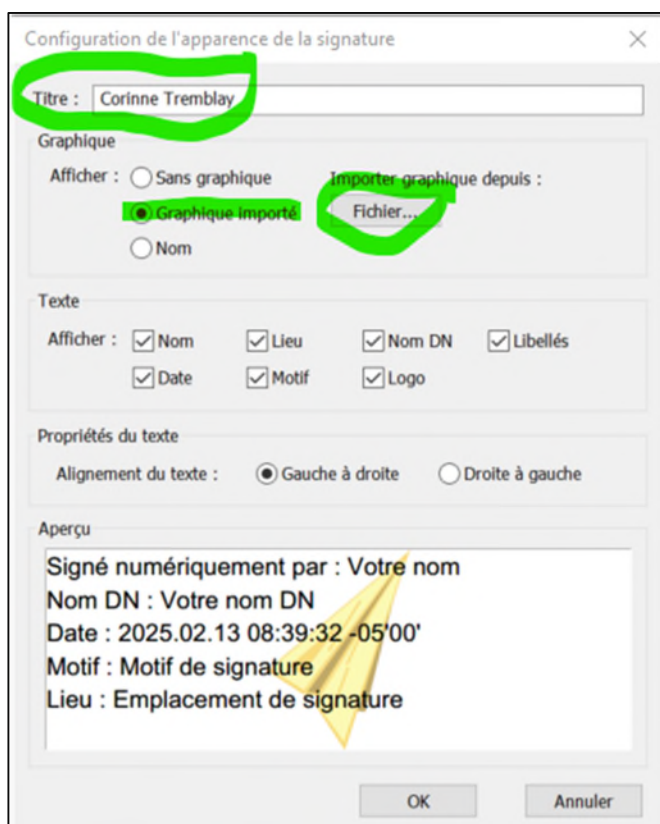 Configuration de l'apparence de la signature
Titre : Corinne Tremblay
Graphique
Afficher : Sans graphique Importer graphique depuis :
Graphique importé Fichier...
Nom
Texte
Afficher : Nom Lieu Nom DN Libellés
Date Motif Logo
Propriétés du texte
Alignement du texte : Gauche à droite Droite à gauche
Aperçu
Signé numériquement par : Votre nom
Nom DN : Votre nom DN
Date : 2025.02.13 08:39:32 -05'00'
Motif : Motif de signature
Lieu : Emplacement de signature
OK Annuler